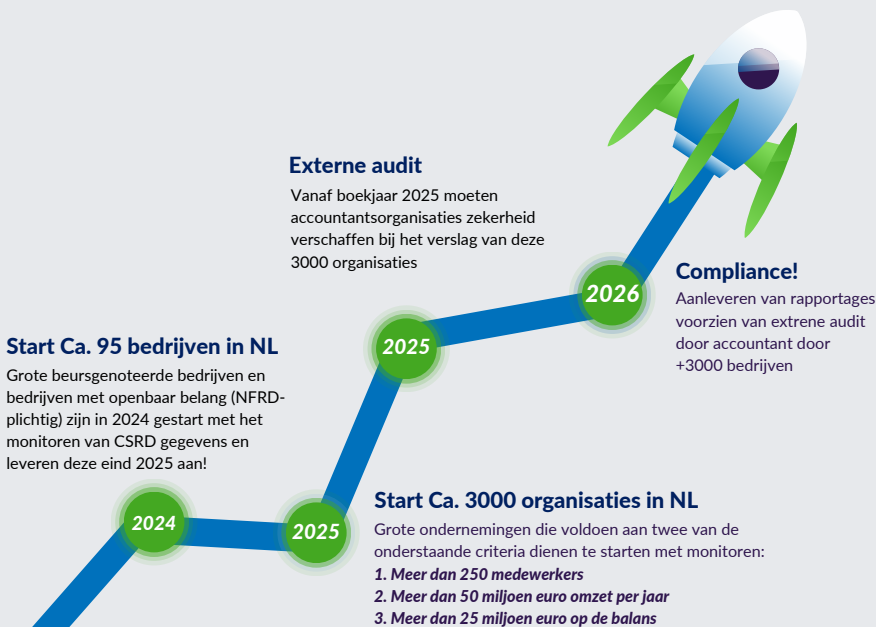 Externe audit
Vanaf boekjaar 2025 moeten
accountantsorganisaties zekerheid
verschaffen bij het verslag van deze
3000 organisaties
2026
Compliance!
Aanleveren van rapportages
voorzien van extrene audit
door accountant door
+3000 bedrijven
2025
Start Ca. 95 bedrijven in NL
Grote beursgenoteerde bedrijven en
bedrijven met openbaar belang (NFRD-
plichtig) zijn in 2024 gestart met het
monitoren van CSRD gegevens en
leveren deze eind 2025 aan!
2024
2025
Start Ca. 3000 organisaties in NL
Grote ondernemingen die voldoen aan twee van de
onderstaande criteria dienen te starten met monitoren:
1. Meer dan 250 medewerkers
2. Meer dan 50 miljoen euro omzet per jaar
3. Meer dan 25 miljoen euro op de balans